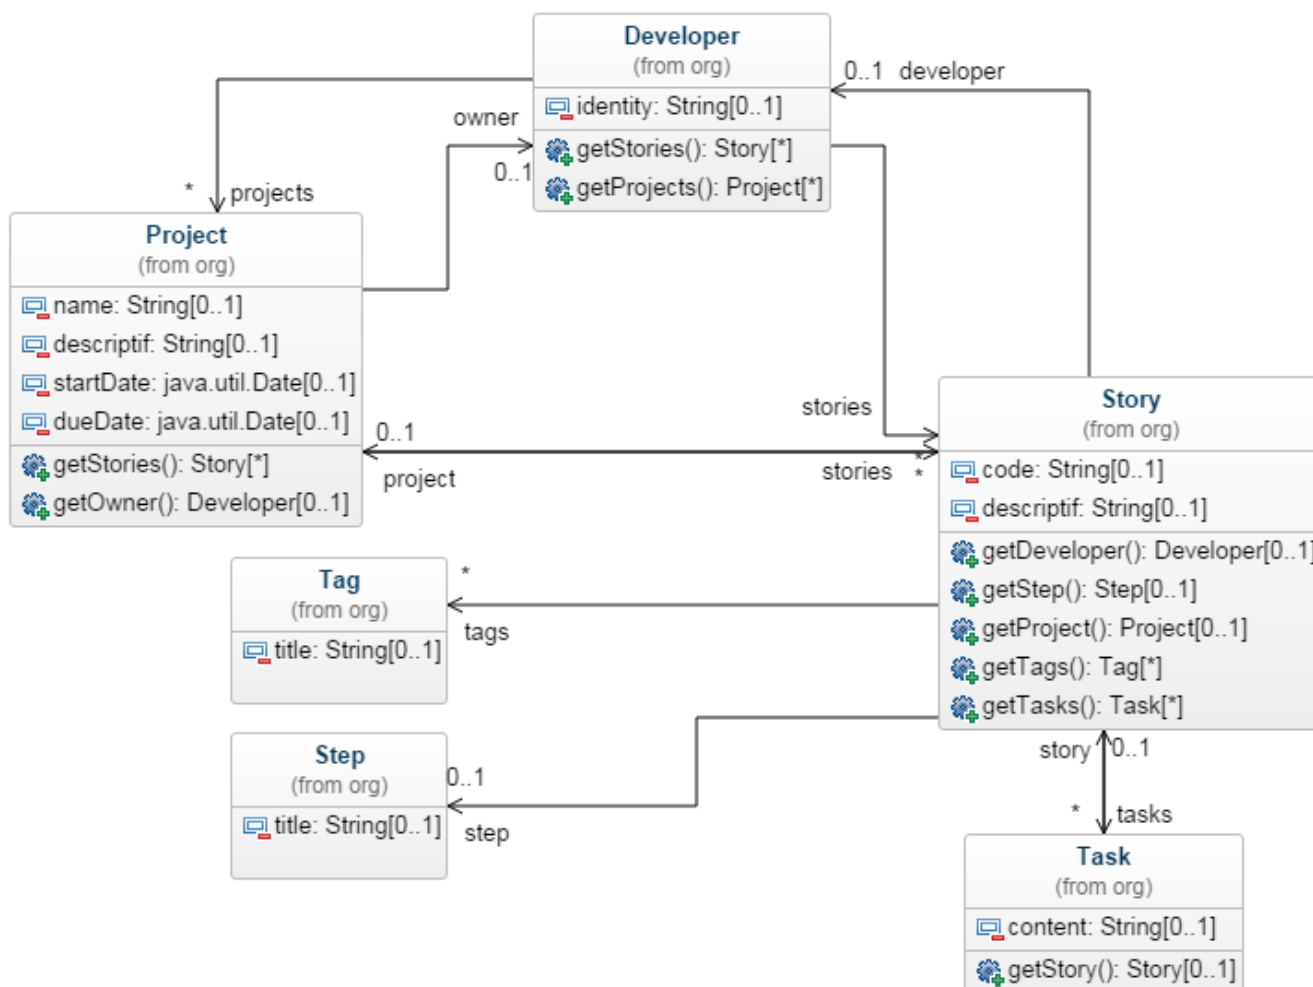 Developer
(from org)
identity: String[0..1]
getStories(): Story[*]
getProjects(): Project[*]
0..1 developer
owner
0..1
* projects
Project
(from org)
name: String[0..1]
descriptif: String[0..1]
startDate: java.util.Date[0..1]
dueDate: java.util.Date[0..1]
getStories(): Story[*]
getOwner(): Developer[0..1]
0..1
project
stories
*
stories
*
Story
(from org)
code: String[0..1]
descriptif: String[0..1]
getDeveloper(): Developer[0..1]
getStep(): Step[0..1]
getProject(): Project[0..1]
getTags(): Tag[*]
getTasks(): Task[*]
Tag
(from org)
title: String[0..1]
*
tags
Step
(from org)
title: String[0..1]
0..1
step
story 0..1
* tasks
Task
(from org)
content: String[0..1]
getStory(): Story[0..1]